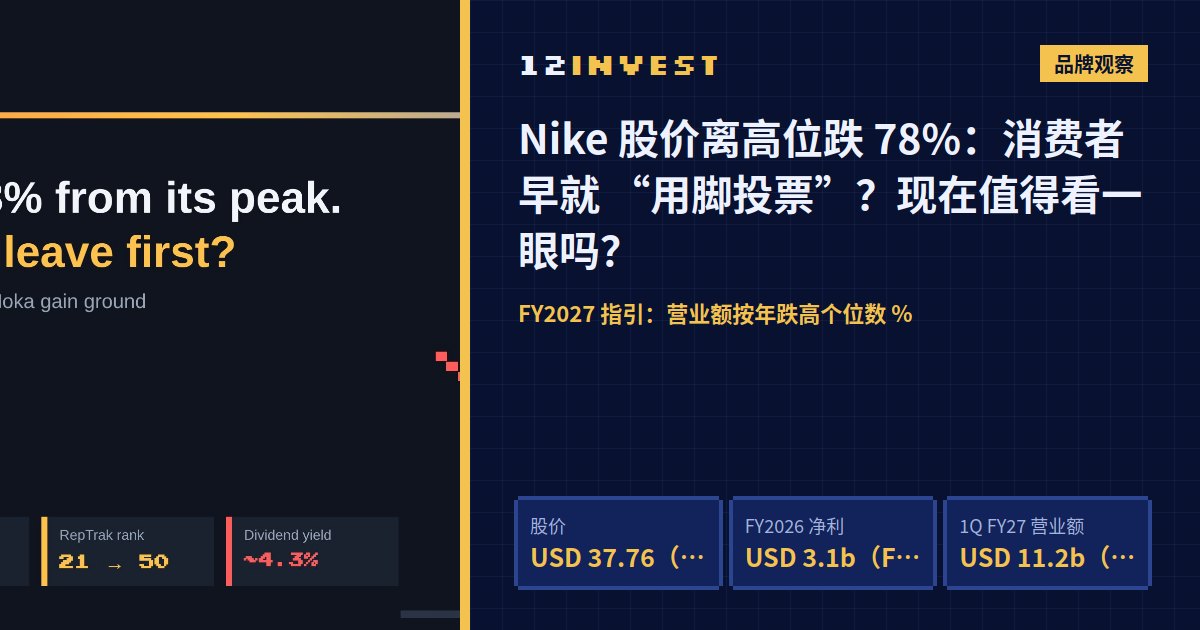 % from its peak.
leave first?
oka gain ground
RepTrak rank
21 → 50
Dividend yield
~4.3%
12INVEST
品牌观察
Nike 股价离高位跌 78%：消费者
早就 “用脚投票”？现在值得看一
眼吗？
FY2027 指引：营业额按年跌高个位数 %
股价
USD 37.76（…
FY2026 净利
USD 3.1b（F…
1Q FY27 营业额
USD 11.2b（…